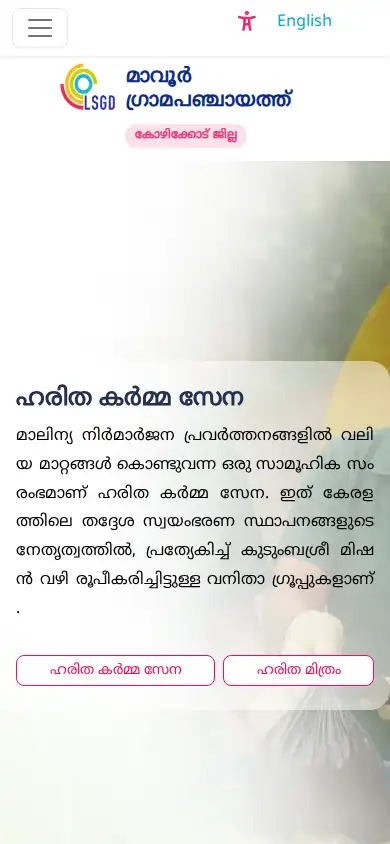 English
LSGD
മാവൂർ
ഗ്രാമപഞ്ചായത്ത്
കോഴിക്കോട് ജില്ല
ഹരിത കർമ്മ സേന
മാലിന്യ നിർമാർജന പ്രവർത്തനങ്ങളിൽ വലി
യ മാറ്റങ്ങൾ കൊണ്ടുവന്ന ഒരു സാമൂഹിക സം
രംഭമാണ് ഹരിത കർമ്മ സേന. ഇത് കേരള
ത്തിലെ തദ്ദേശ സ്വയംഭരണ സ്ഥാപനങ്ങളുടെ
നേതൃത്വത്തിൽ, പ്രത്യേകിച്ച് കുടുംബശ്രീ മിഷ
ൻ വഴി രൂപീകരിച്ചിട്ടുള്ള വനിതാ ഗ്രൂപ്പുകളാണ്
.
ഹരിത കർമ്മ സേന
ഹരിത മിത്രം